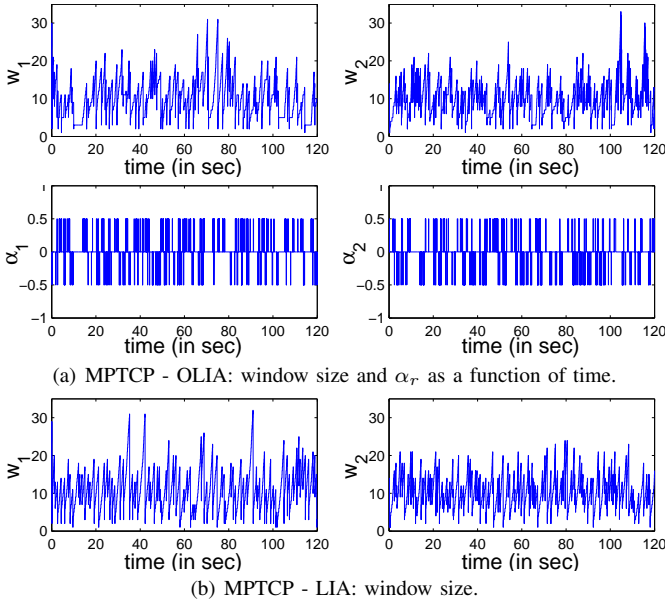 w1
30
20
10
0
0 20 40 60 80 100 120
time (in sec)
w2
30
20
10
0
0 20 40 60 80 100 120
time (in sec)
α1
1
0.5
0
-0.5
-1
0 20 40 60 80 100 120
time (in sec)
α2
1
0.5
0
-0.5
-1
0 20 40 60 80 100 120
time (in sec)
(a) MPTCP - OLIA: window size and αr as a function of time.
w1
30
20
10
0
0 20 40 60 80 100 120
time (in sec)
w2
30
20
10
0
0 20 40 60 80 100 120
time (in sec)
(b) MPTCP - LIA: window size.